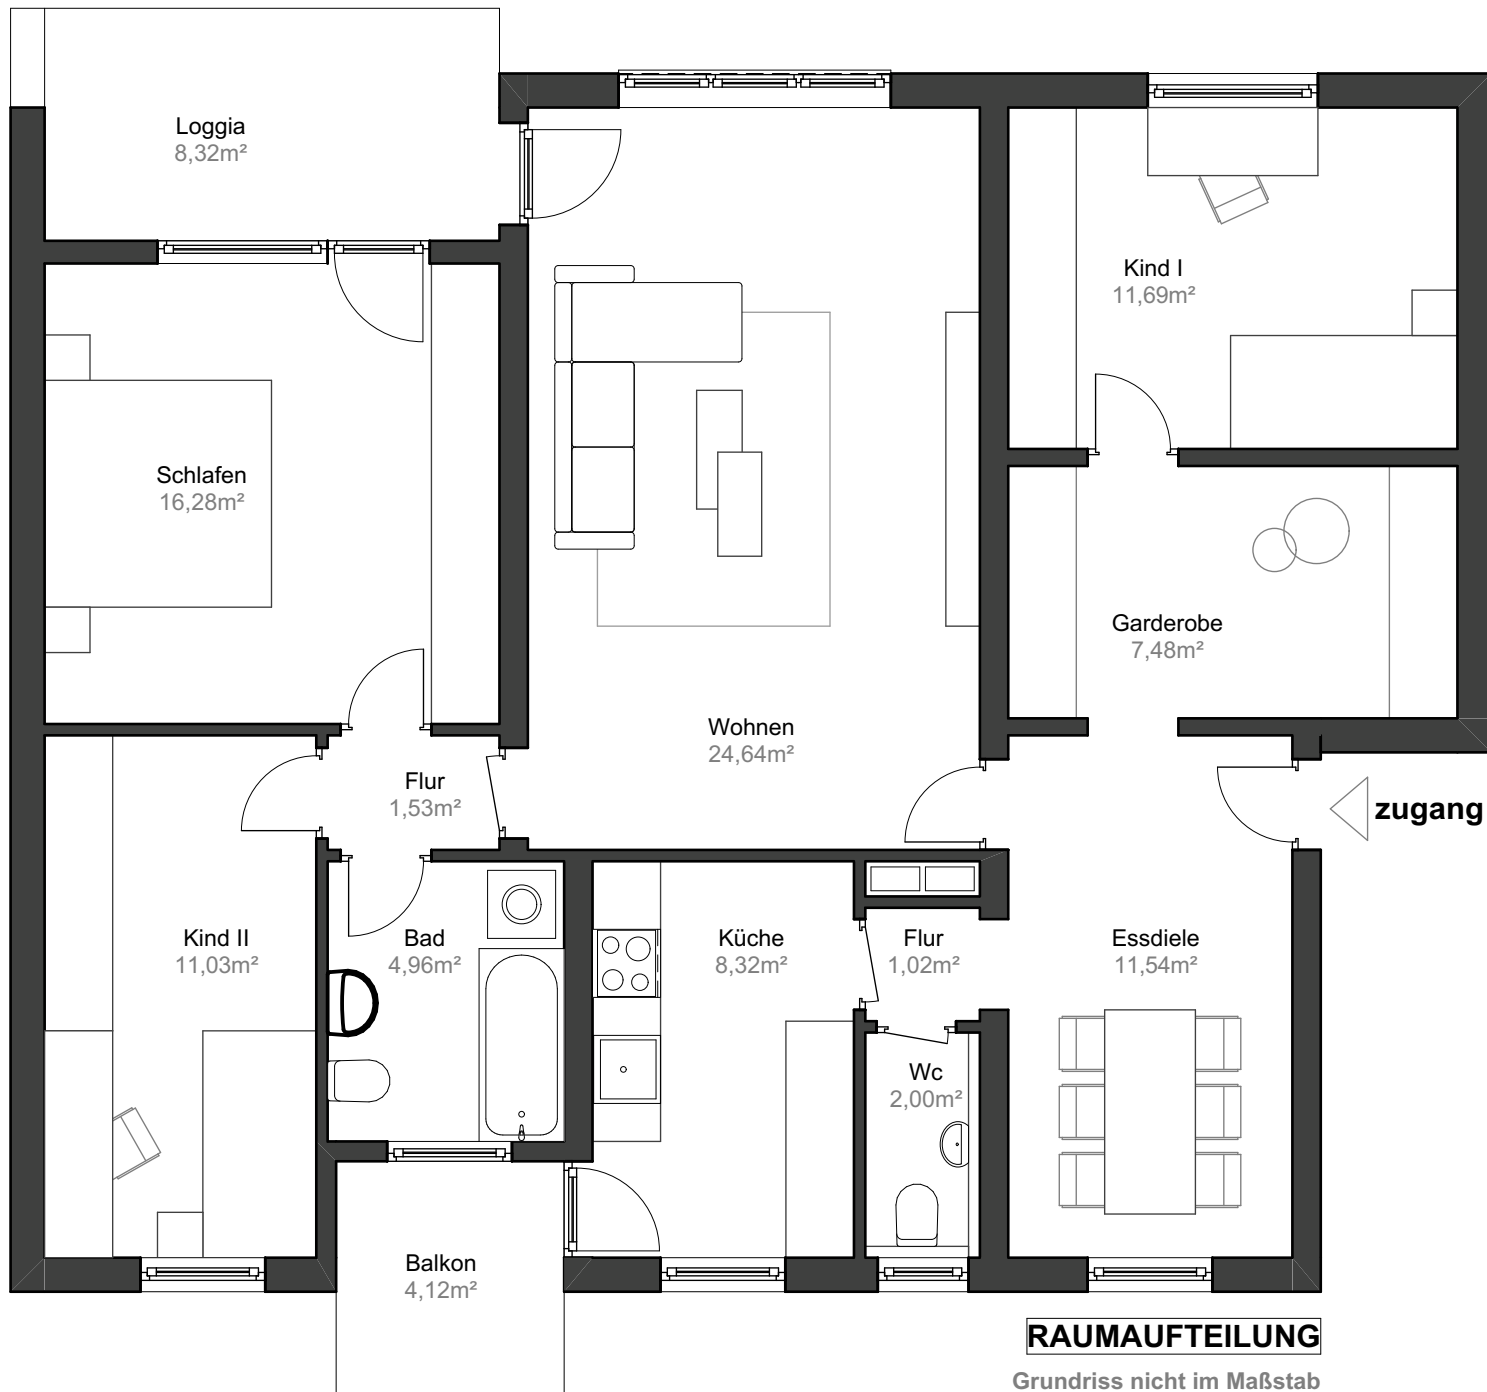 Loggia
8,32m²
Kind I
11,69m²
Schlafen
16,28m²
Garderobe
7,48m²
Wohnen
24,64m²
Flur
1,53m²
zugang
Kind II
11,03m²
Bad
4,96m²
Küche
8,32m²
Flur
1,02m²
Essdiele
11,54m²
Wc
2,00m²
Balkon
4,12m²
RAUMAUFTEILUNG
Grundriss nicht im Maßstab